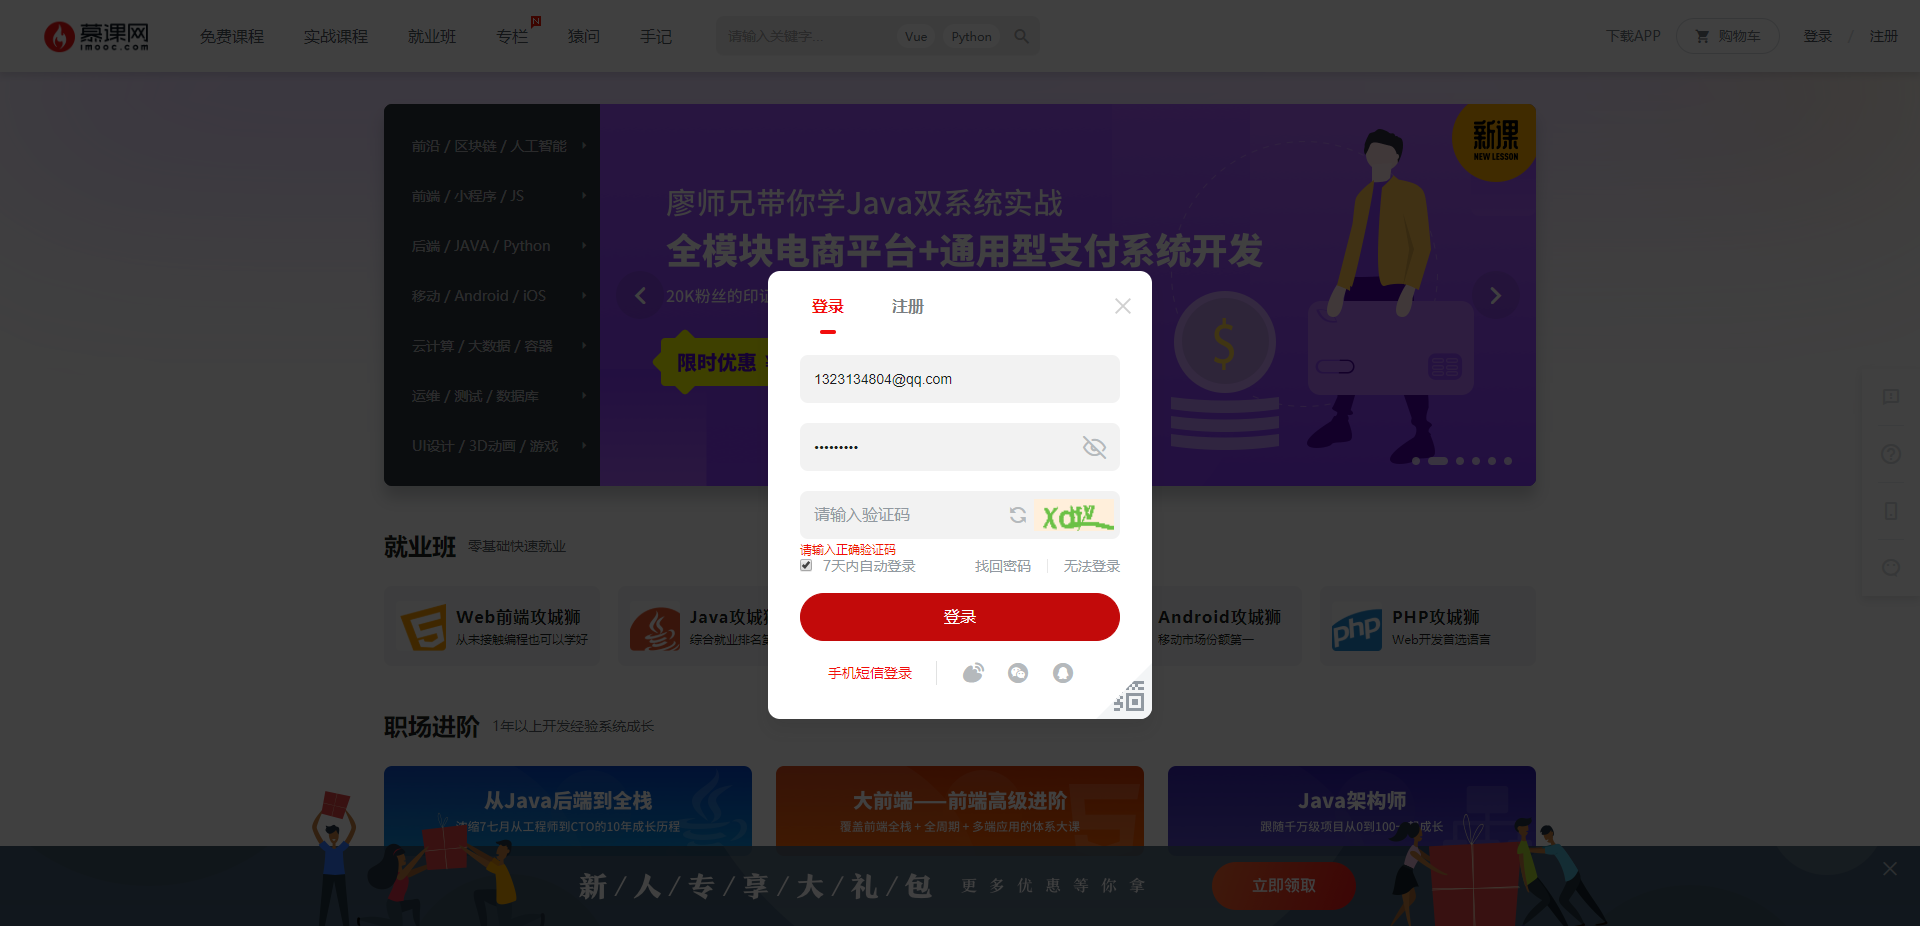 慕课网
imooc.com
免费课程
实战课程
就业班
专栏
N
猿问
手记
请输入关键字...
Vue
Python
下载APP
购物车
登录 / 注册
前沿 / 区块链 / 人工智能
前端 / 小程序 / JS
后端 / JAVA / Python
移动 / Android / IOS
云计算 / 大数据 / 容器
运维 / 测试 / 数据库
UI设计 / 3D动画 / 游戏
新课
NEW LESSON
廖师兄带你学Java双系统实战
全模块电商平台+通用型支付系统开发
20K粉丝的印
限时优惠
登录
注册
1323134804@qq.com
•••••••••
请输入验证码
请输入正确验证码
7天内自动登录
找回密码
无法登录
登录
手机短信登录
就业班
零基础快速就业
Web前端攻城狮
从未接触编程也可以学好
Java攻城
综合就业排名
Android攻城狮
移动市场份额第一
php
PHP攻城狮
Web开发首选语言
职场进阶
1年以上开发经验系统成长
从Java后端到全栈
浓缩7七月从工程师到CTO的10年成长历程
大前端——前端高级进阶
覆盖前端全栈 + 全周期 + 多端应用的体系大课
Java架构师
跟随千万级项目从0到100 成长
新/人/专/享/大/礼/包
更多优惠等你拿
立即领取